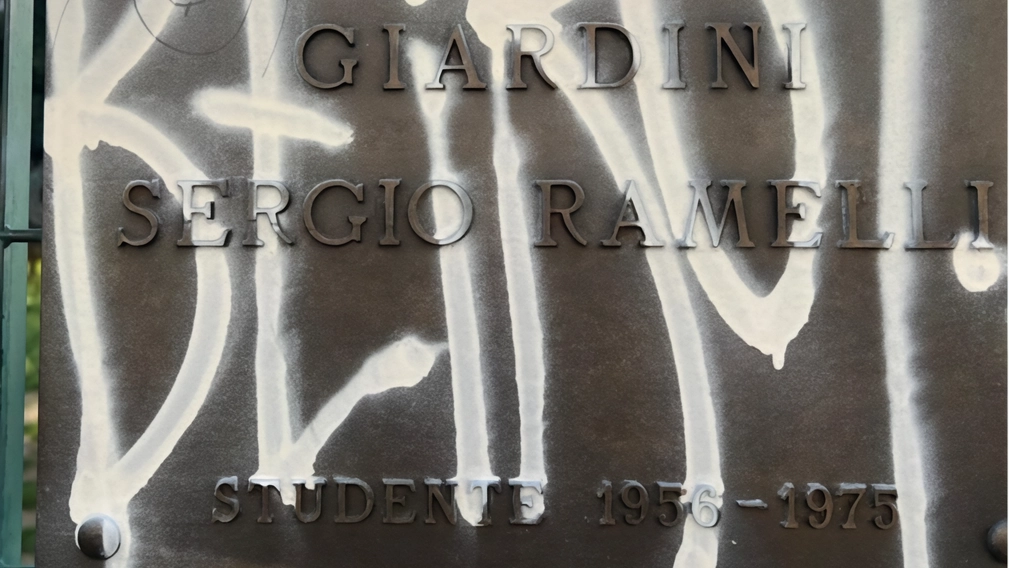 GIARDINI
SERGIO RAMELLI
STUDENTE 1956-1975